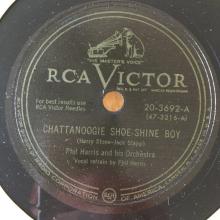 "HIS MASTER'S VOICE"
RCA VICTOR
For best results use
RCA Victor Needles
20-3692-A
(47-3216-A)
CHATTANOOGIE SHOE-SHINE BOY
(Harry Stone-Jack Stapp)
Phil Harris and his Orchestra
Vocal refrain by Phil Harris
RCA